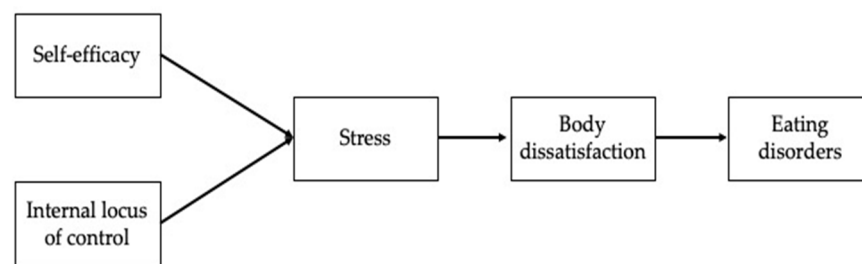 Self-efficacy
Internal locus
of control
Stress
Body
dissatisfaction
Eating
disorders